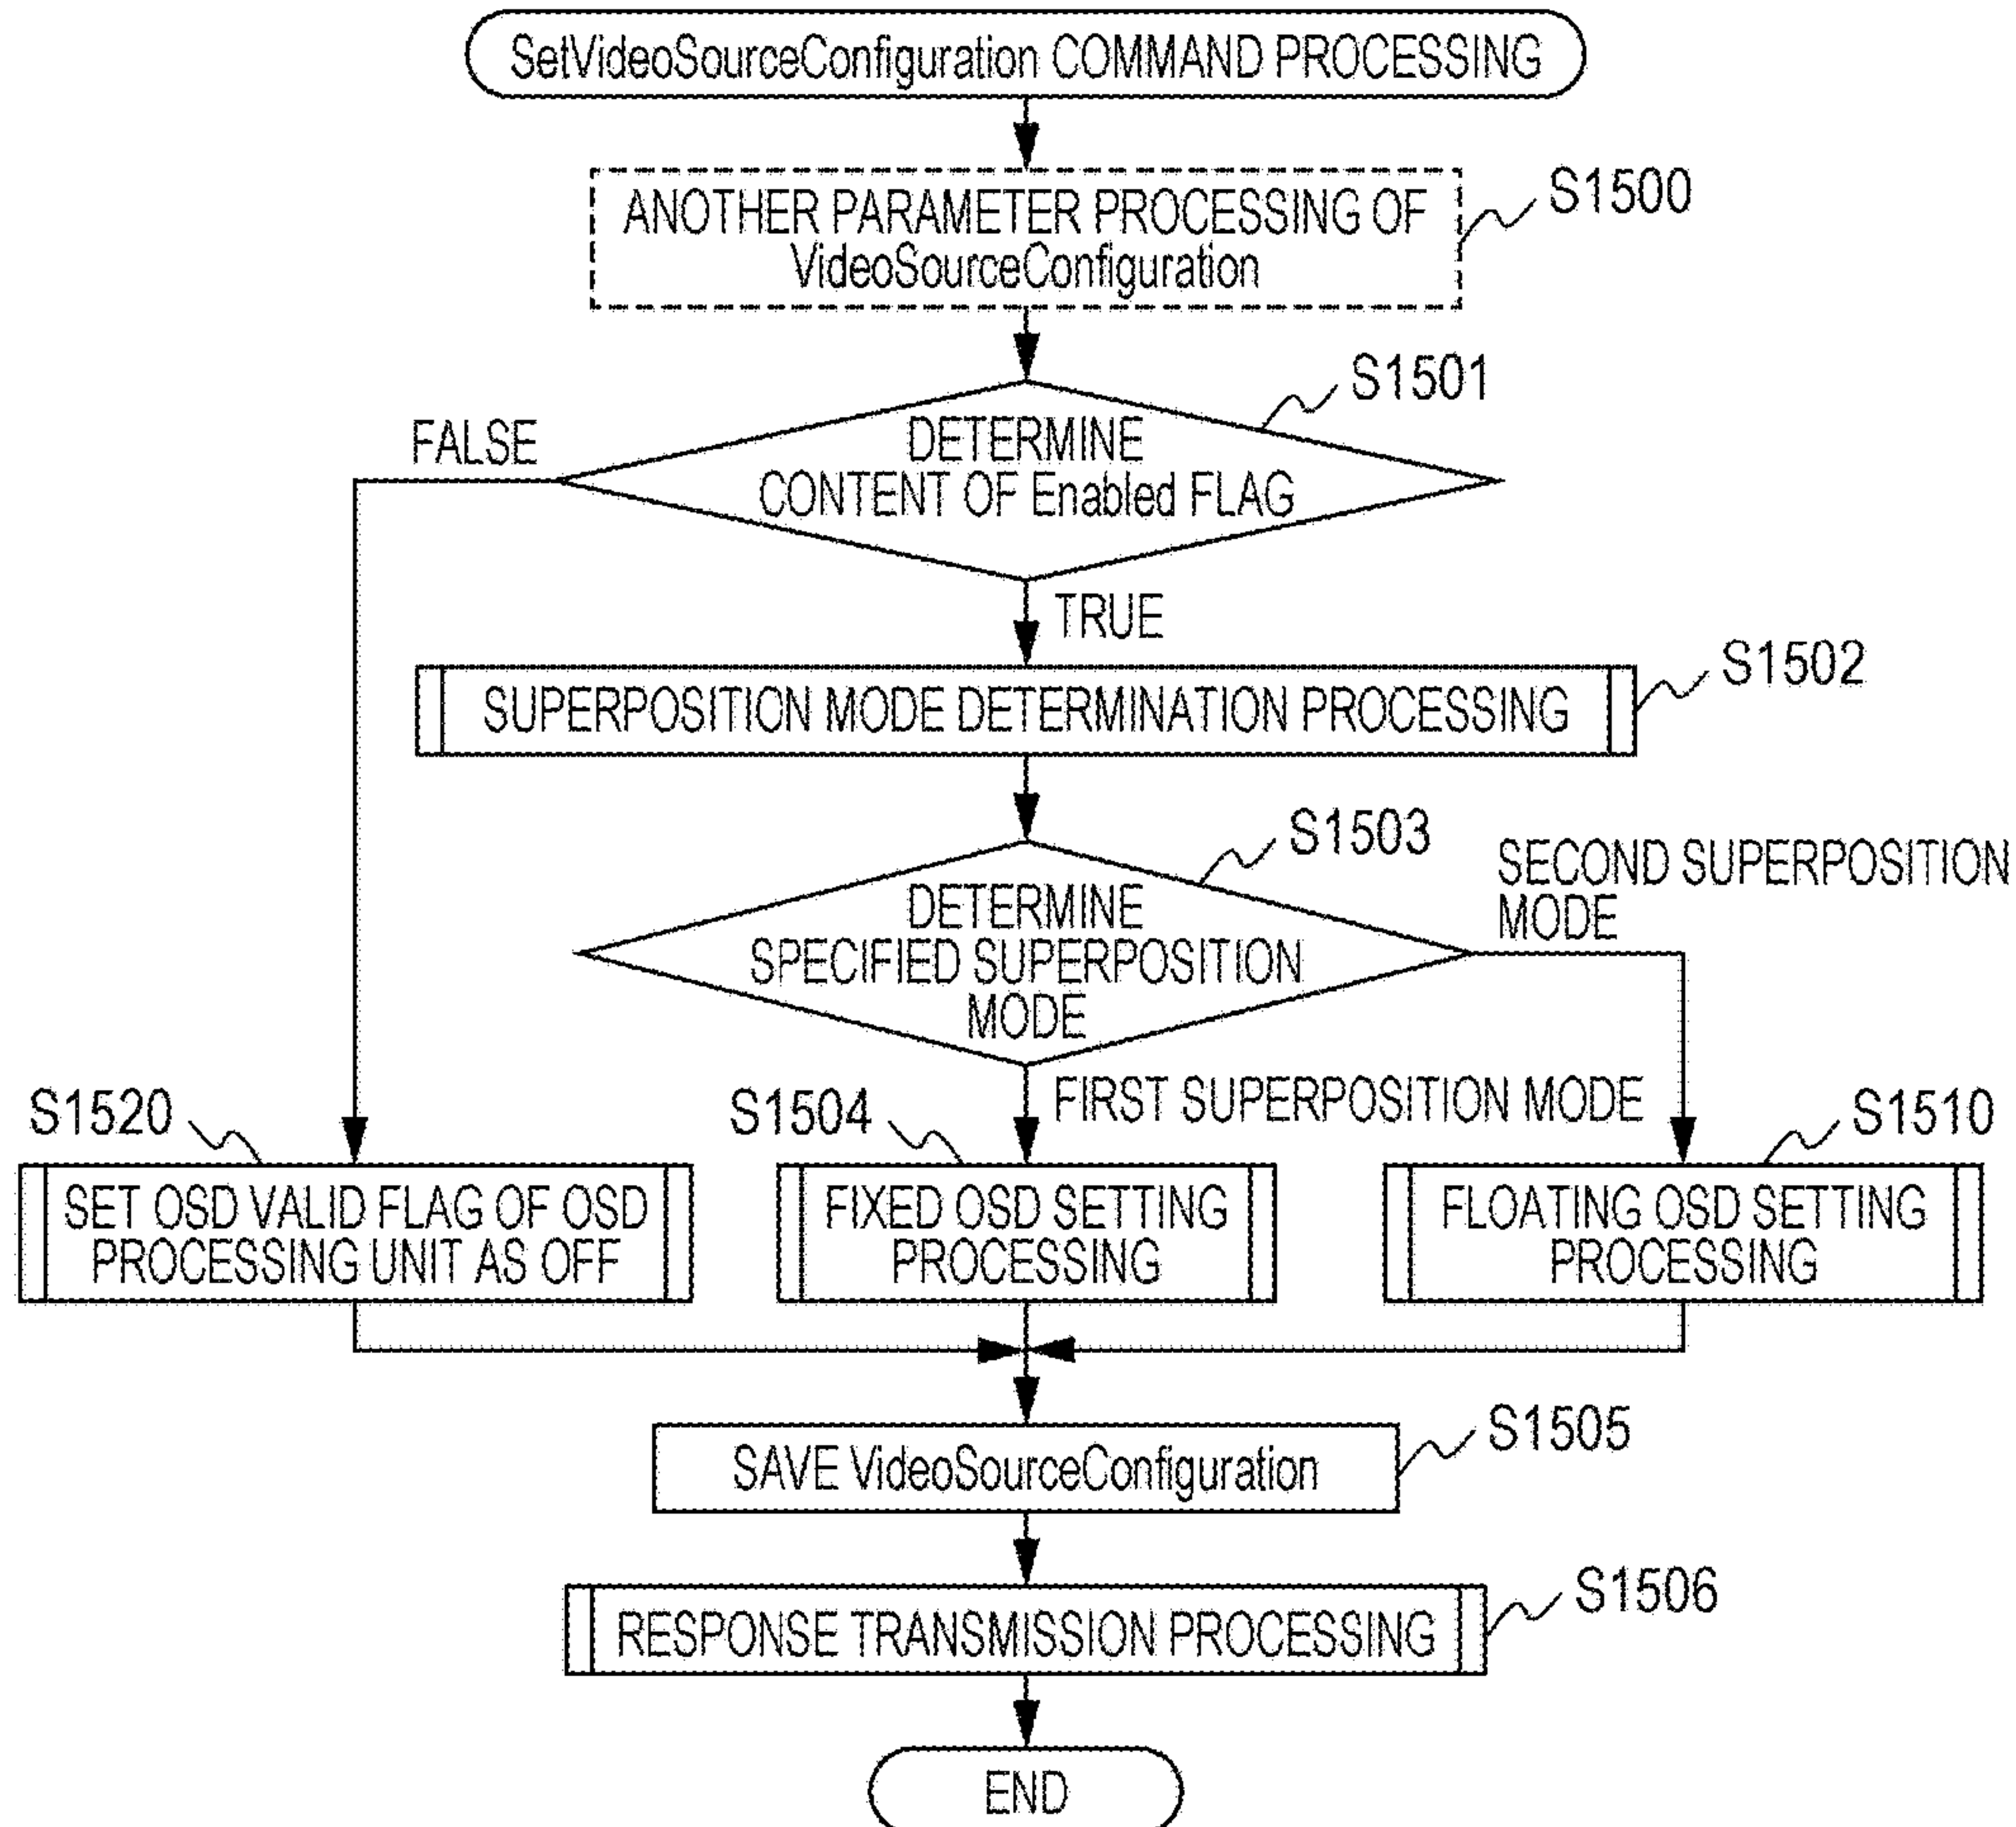 SetVideoSourceConfiguration COMMAND PROCESSING
S1500
ANOTHER PARAMETER PROCESSING OF
VideoSourceConfiguration
S1501
FALSE
DETERMINE
CONTENT OF Enabled FLAG
TRUE
S1502
SUPERPOSITION MODE DETERMINATION PROCESSING
S1503
SECOND SUPERPOSITION
MODE
DETERMINE
SPECIFIED SUPERPOSITION
MODE
FIRST SUPERPOSITION MODE
S1520
SET OSD VALID FLAG OF OSD
PROCESSING UNIT AS OFF
S1504
FIXED OSD SETTING
PROCESSING
S1510
FLOATING OSD SETTING
PROCESSING
S1505
SAVE VideoSourceConfiguration
S1506
RESPONSE TRANSMISSION PROCESSING
END